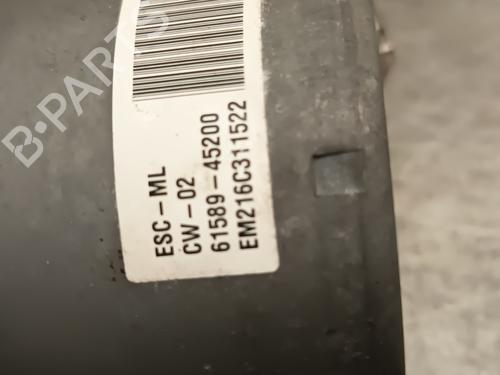 ESC-ML
CW-02
61589-45200
EM216C311522
B-PARTS